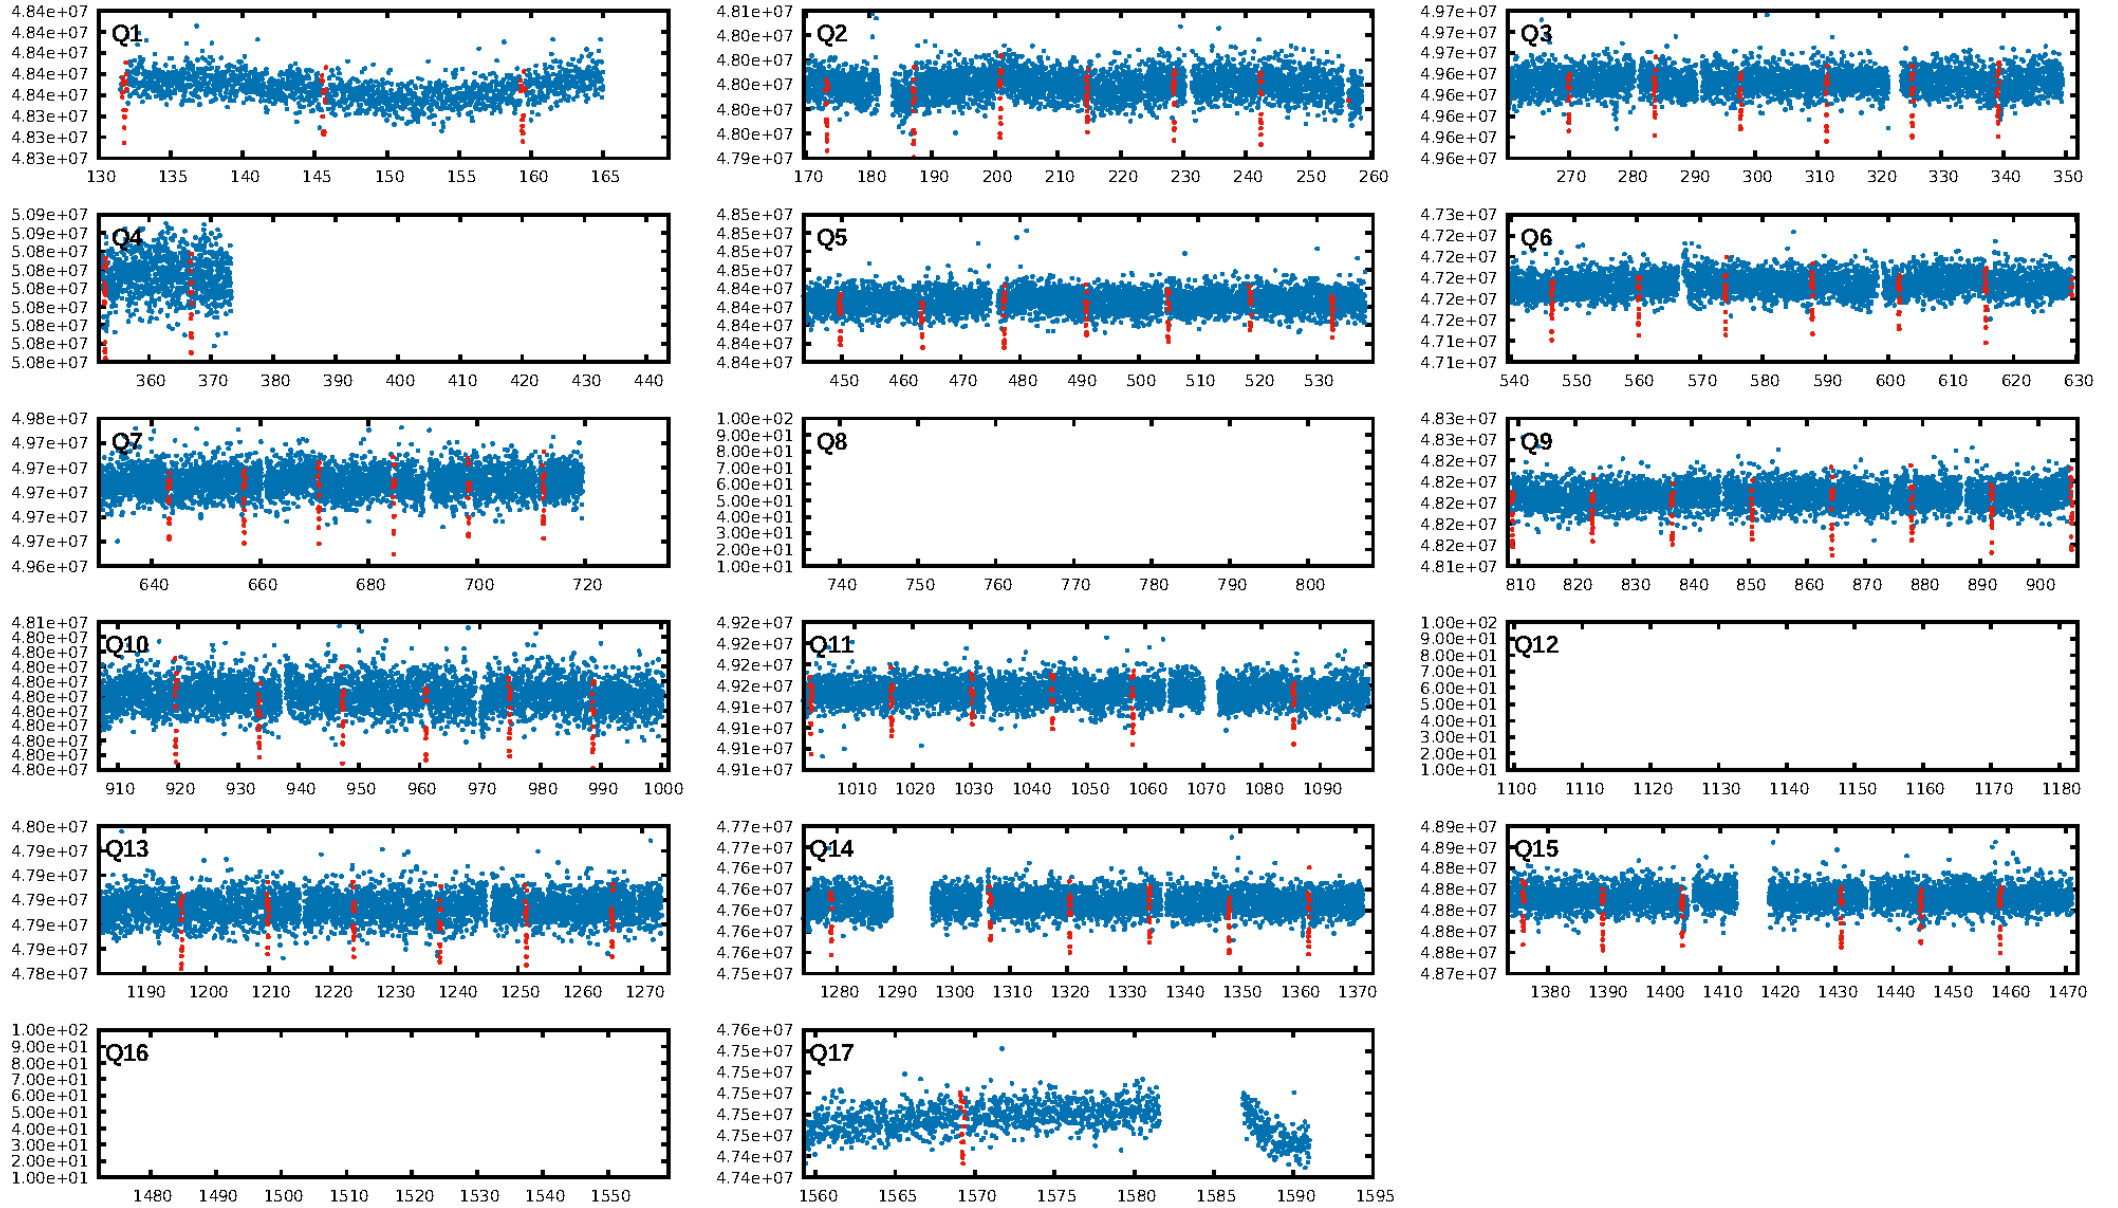 Q1
4.84e+07
4.84e+07
4.84e+07
4.84e+07
4.84e+07
4.83e+07
4.83e+07
4.83e+07
130 135 140 145 150 155 160 165
Q2
4.81e+07
4.80e+07
4.80e+07
4.80e+07
4.80e+07
4.80e+07
4.79e+07
170 180 190 200 210 220 230 240 250 260
Q3
4.97e+07
4.97e+07
4.97e+07
4.96e+07
4.96e+07
4.96e+07
4.96e+07
4.96e+07
270 280 290 300 310 320 330 340 350
Q4
5.09e+07
5.09e+07
5.08e+07
5.08e+07
5.08e+07
5.08e+07
5.08e+07
5.08e+07
5.08e+07
360 370 380 390 400 410 420 430 440
Q5
4.85e+07
4.85e+07
4.85e+07
4.85e+07
4.84e+07
4.84e+07
4.84e+07
4.84e+07
4.84e+07
450 460 470 480 490 500 510 520 530
Q6
4.73e+07
4.72e+07
4.72e+07
4.72e+07
4.72e+07
4.72e+07
4.71e+07
4.71e+07
540 550 560 570 580 590 600 610 620 630
Q7
4.98e+07
4.97e+07
4.97e+07
4.97e+07
4.97e+07
4.97e+07
4.96e+07
640 660 680 700 720
Q8
1.00e+02
9.00e+01
8.00e+01
7.00e+01
6.00e+01
5.00e+01
4.00e+01
3.00e+01
2.00e+01
1.00e+01
740 750 760 770 780 790 800
Q9
4.83e+07
4.83e+07
4.82e+07
4.82e+07
4.82e+07
4.82e+07
4.82e+07
4.81e+07
810 820 830 840 850 860 870 880 890 900
Q10
4.81e+07
4.80e+07
4.80e+07
4.80e+07
4.80e+07
4.80e+07
4.80e+07
4.80e+07
4.80e+07
4.80e+07
4.80e+07
910 920 930 940 950 960 970 980 990 1000
Q11
4.92e+07
4.92e+07
4.92e+07
4.92e+07
4.91e+07
4.91e+07
4.91e+07
4.91e+07
1010 1020 1030 1040 1050 1060 1070 1080 1090
Q12
1.00e+02
9.00e+01
8.00e+01
7.00e+01
6.00e+01
5.00e+01
4.00e+01
3.00e+01
2.00e+01
1.00e+01
1100 1110 1120 1130 1140 1150 1160 1170 1180
Q13
4.80e+07
4.79e+07
4.79e+07
4.79e+07
4.79e+07
4.79e+07
4.78e+07
1190 1200 1210 1220 1230 1240 1250 1260 1270
Q14
4.77e+07
4.77e+07
4.76e+07
4.76e+07
4.76e+07
4.76e+07
4.76e+07
4.75e+07
1280 1290 1300 1310 1320 1330 1340 1350 1360 1370
Q15
4.89e+07
4.88e+07
4.88e+07
4.88e+07
4.88e+07
4.88e+07
4.88e+07
4.87e+07
1380 1390 1400 1410 1420 1430 1440 1450 1460 1470
Q16
1.00e+02
9.00e+01
8.00e+01
7.00e+01
6.00e+01
5.00e+01
4.00e+01
3.00e+01
2.00e+01
1.00e+01
1480 1490 1500 1510 1520 1530 1540 1550
Q17
4.76e+07
4.75e+07
4.75e+07
4.75e+07
4.75e+07
4.75e+07
4.74e+07
4.74e+07
1560 1565 1570 1575 1580 1585 1590 1595